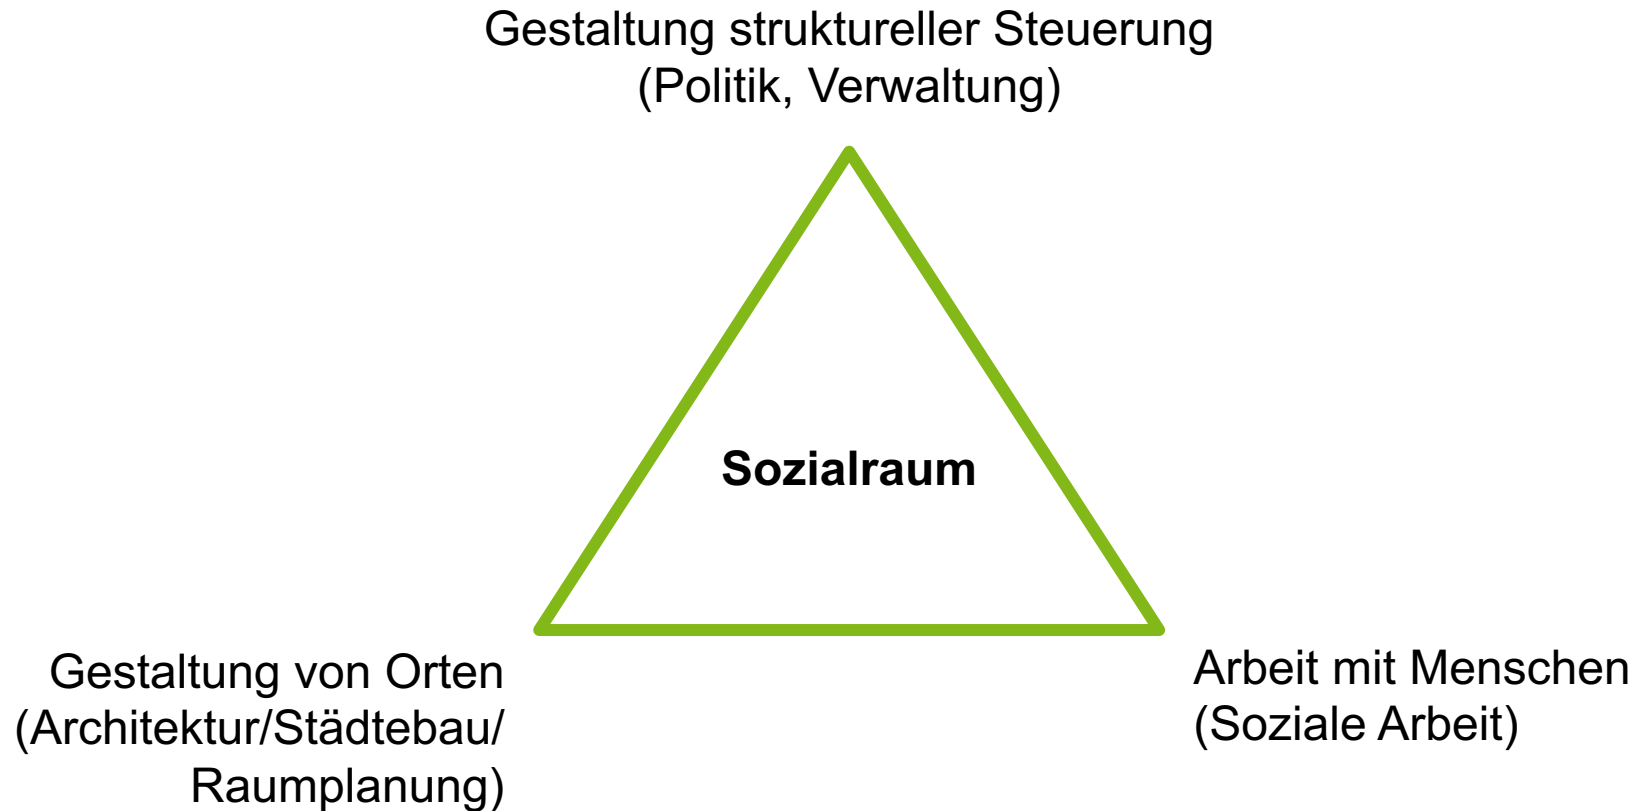 Gestaltung struktureller Steuerung
(Politik, Verwaltung)
Sozialraum
Gestaltung von Orten
(Architektur/Städtebau/
Raumplanung)
Arbeit mit Menschen
(Soziale Arbeit)